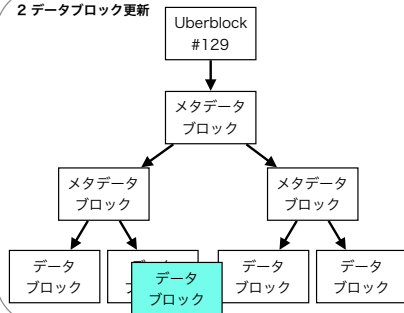 2 データブロック更新
Uberblock
#129
メタデータ
ブロック
メタデータ
ブロック
メタデータ
ブロック
データ
ブロック
データ
ブロック
データ
ブロック
データ
ブロック